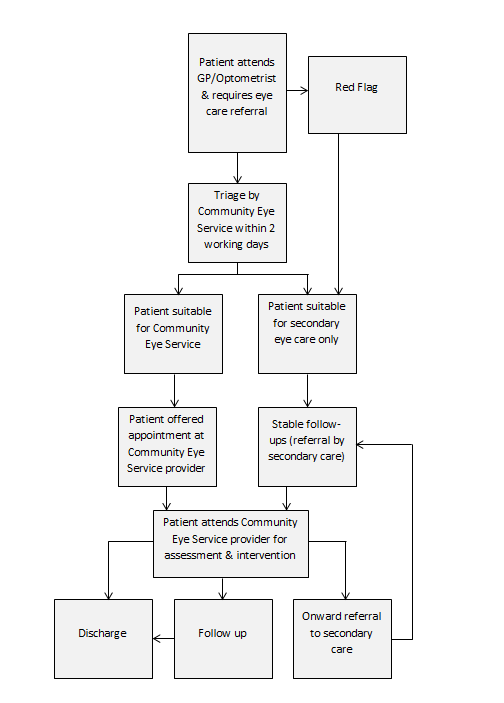 Patient attends
GP/Optometrist
& requires eye
care referral
Red Flag
Triage by
Community Eye
Service within 2
working days
Patient suitable
for Community
Eye Service
Patient suitable
for secondary
eye care only
Patient offered
appointment at
Community Eye
Service provider
Stable follow-
ups (referral by
secondary care)
Patient attends Community
Eye Service provider for
assessment & intervention
Discharge
Follow up
Onward referral
to secondary
care